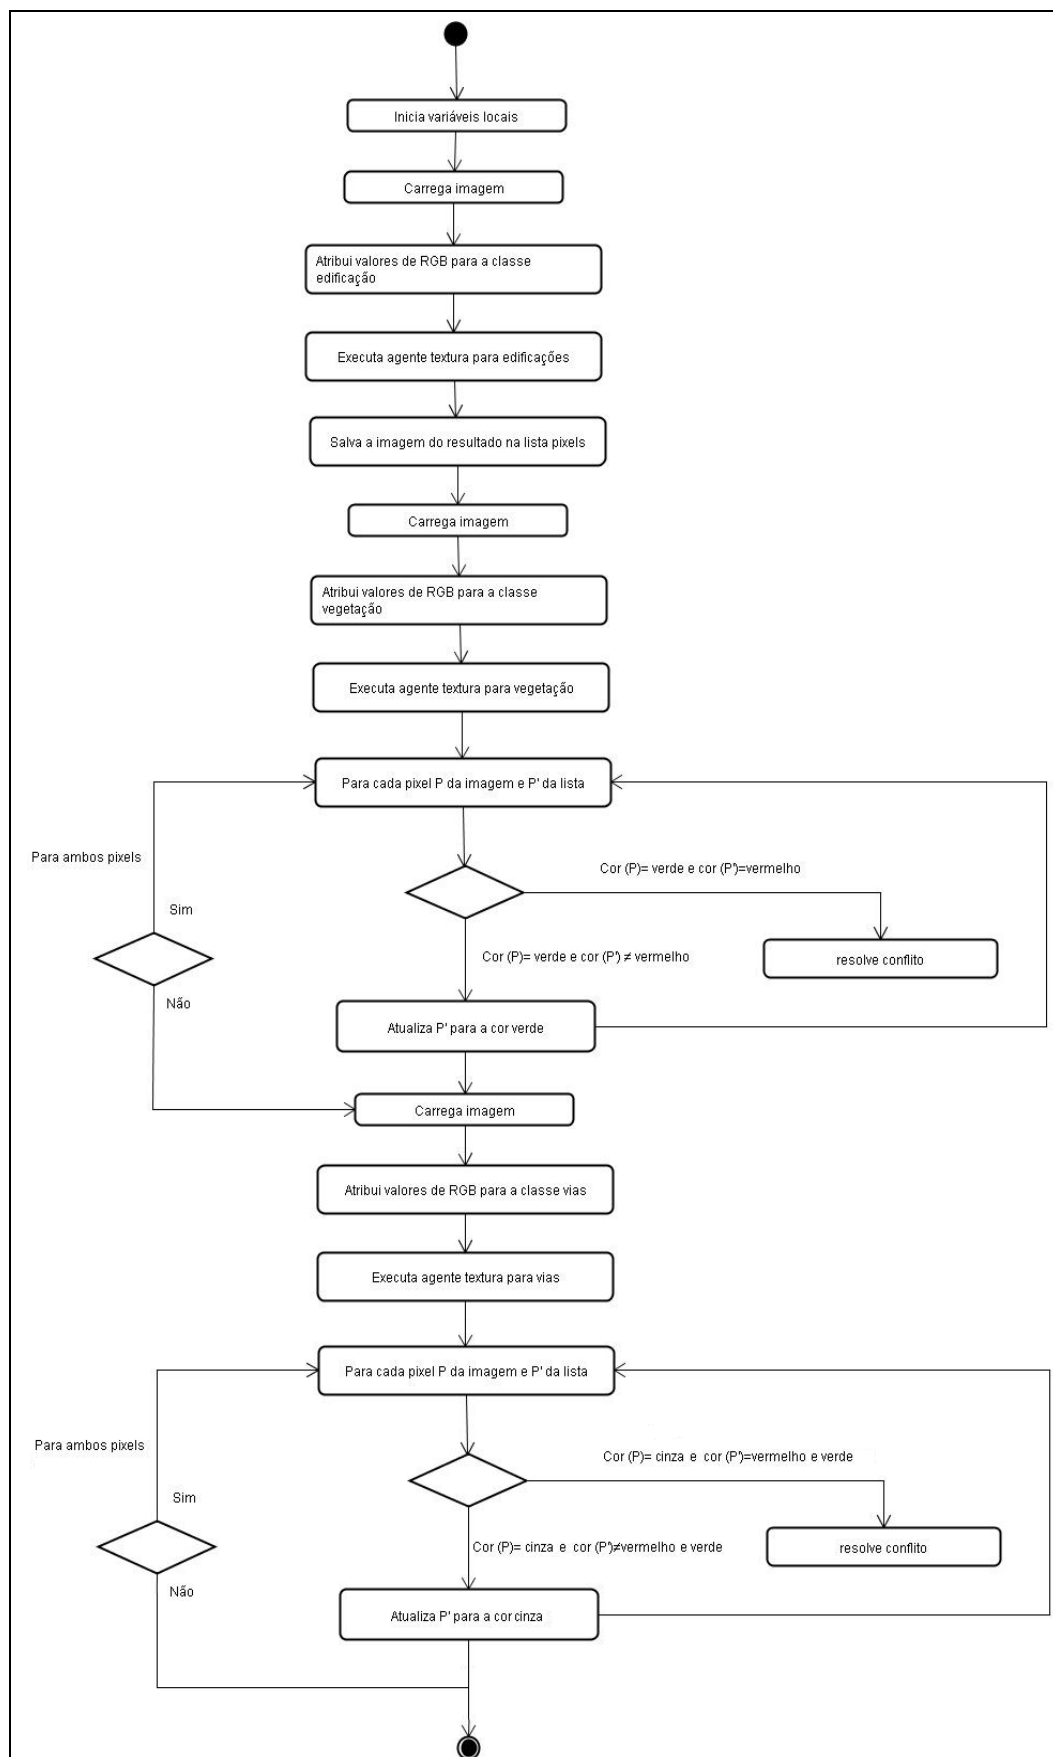 Inicia variáveis locais
Carrega imagem
Atribui valores de RGB para a classe
edificação
Executa agente textura para edificações
Salva a imagem do resultado na lista pixels
Carrega imagem
Atribui valores de RGB para a classe
vegetação
Executa agente textura para vegetação
Para cada pixel P da imagem e P' da lista
Para ambos pixels
Cor (P)= verde e cor (P')=vermelho
Sim
Cor (P)= verde e cor (P') ≠ vermelho
resolve conflito
Não
Atualiza P' para a cor verde
Carrega imagem
Atribui valores de RGB para a classe vias
Executa agente textura para vias
Para cada pixel P da imagem e P' da lista
Para ambos pixels
Cor (P)= cinza e cor (P')=vermelho e verde
Sim
Cor (P)= cinza e cor (P')≠vermelho e verde
resolve conflito
Não
Atualiza P' para a cor cinza